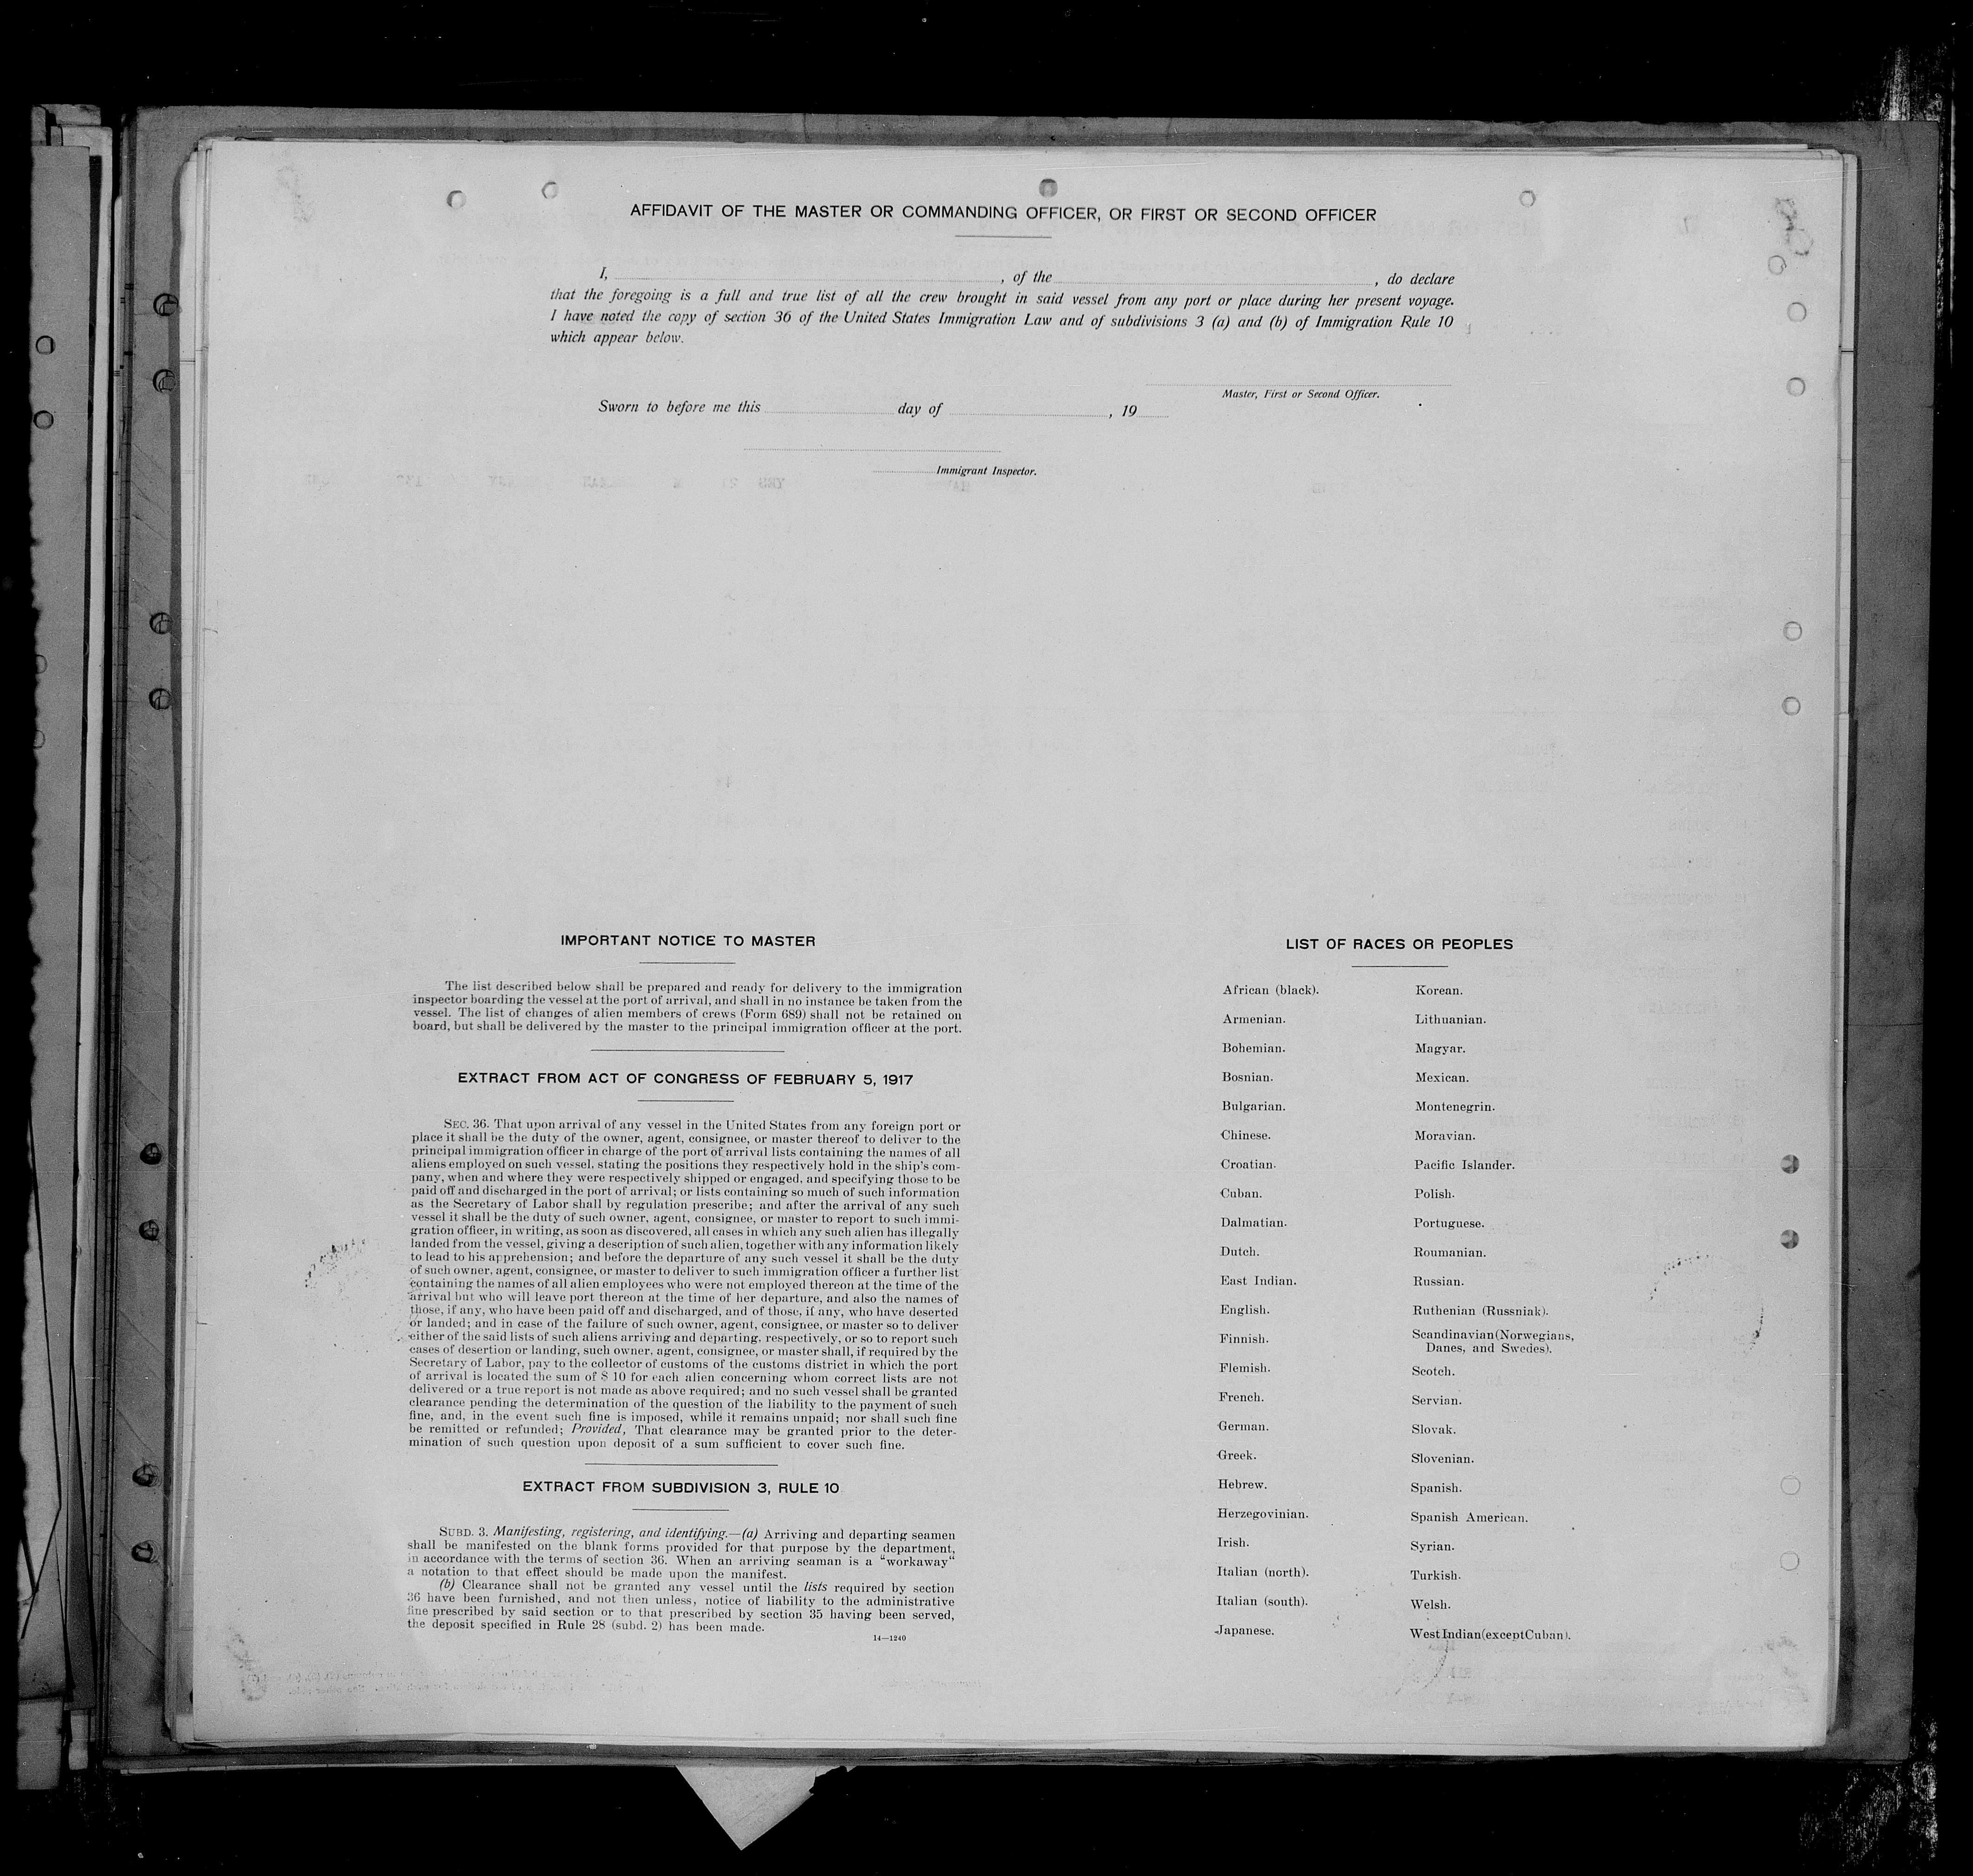 AFFIDAVIT OF THE MASTER OR COMMANDING OFFICER, OR FIRST OR SECOND OFFICER
I, , of the , do declare
that the foregoing is a full and true list of all the crew brought in said vessel from any port or place during her present voyage.
I have noted the copy of section 36 of the United States Immigration Law and of subdivisions 3 (a) and (b) of Immigration Rule 10
which appear below.
Master, First or Second Officer.
Sworn to before me this day of , 19
Immigrant Inspector.
IMPORTANT NOTICE TO MASTER
The list described below shall be prepared and ready for delivery to the immigration
inspector boarding the vessel at the port of arrival, and shall in no instance be taken from the
vessel. The list of changes of alien members of crews (Form 689) shall not be retained on
board, but shall be delivered by the master to the principal immigration officer at the port.
EXTRACT FROM ACT OF CONGRESS OF FEBRUARY 5, 1917
SEC. 36. That upon arrival of any vessel in the United States from any foreign port or
place it shall be the duty of the owner, agent, consignee, or master thereof to deliver to the
principal immigration officer in charge of the port of arrival lists containing the names of all
aliens employed on such vessel, stating the positions they respectively hold in the ship's com-
pany, when and where they were respectively shipped or engaged, and specifying those to be
paid off and discharged in the port of arrival; or lists containing so much of such information
as the Secretary of Labor shall by regulation prescribe; and after the arrival of any such
vessel it shall be the duty of such owner, agent, consignee, or master to report to such immi-
gration officer, in writing, as soon as discovered, all cases in which any such alien has illegally
landed from the vessel, giving a description of such alien, together with any information likely
to lead to his apprehension; and before the departure of any such vessel it shall be the duty
of such owner, agent, consignee, or master to deliver to such immigration officer a further list
containing the names of all alien employees who were not employed thereon at the time of the
arrival but who will leave port thereon at the time of her departure, and also the names of
those, if any, who have been paid off and discharged, and of those, if any, who have deserted
or landed; and in case of the failure of such owner, agent, consignee, or master so to deliver
either of the said lists of such aliens arriving and departing, respectively, or so to report such
cases of desertion or landing, such owner, agent, consignee, or master shall, if required by the
Secretary of Labor, pay to the collector of customs of the customs district in which the port
of arrival is located the sum of $ 10 for each alien concerning whom correct lists are not
delivered or a true report is not made as above required; and no such vessel shall be granted
clearance pending the determination of the question of the liability to the payment of such
fine, and, in the event such fine is imposed, while it remains unpaid; nor shall such fine
be remitted or refunded; Provided, That clearance may be granted prior to the deter-
mination of such question upon deposit of a sum sufficient to cover such fine.
EXTRACT FROM SUBDIVISION 3, RULE 10
SUBD. 3. Manifesting, registering, and identifying.—(a) Arriving and departing seamen
shall be manifested on the blank forms provided for that purpose by the department,
in accordance with the terms of section 36. When an arriving seaman is a “workaway“
a notation to that effect should be made upon the manifest.
(b) Clearance shall not be granted any vessel until the lists required by section
36 have been furnished, and not then unless, notice of liability to the administrative
fine prescribed by said section or to that prescribed by section 35 having been served,
the deposit specified in Rule 28 (subd. 2) has been made.
14—1240
LIST OF RACES OR PEOPLES
African (black).
Armenian.
Bohemian.
Bosnian.
Bulgarian.
Chinese.
Croatian.
Cuban.
Dalmatian.
Dutch.
East Indian.
English.
Finnish.
Flemish.
French.
German.
Greek.
Hebrew.
Herzegovinian.
Irish.
Italian (north).
Italian (south).
Japanese.
Korean.
Lithuanian.
Magyar.
Mexican.
Montenegrin.
Moravian.
Pacific Islander.
Polish.
Portuguese.
Roumanian.
Russian.
Ruthenian (Russniak).
Scandinavian (Norwegians,
Danes, and Swedes).
Scotch.
Servian.
Slovak.
Slovenian.
Spanish.
Spanish American.
Syrian.
Turkish.
Welsh.
West Indian (except Cuban).